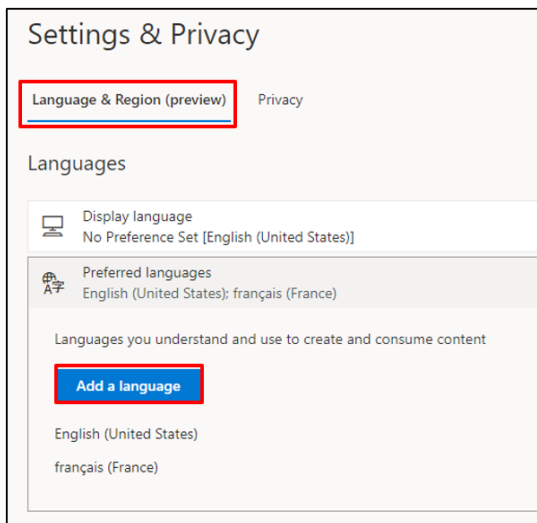 Settings & Privacy
Language & Region (preview) Privacy
Languages
Display language
No Preference Set [English (United States)]
Preferred languages
English (United States); français (France)
Languages you understand and use to create and consume content
Add a language
English (United States)
français (France)